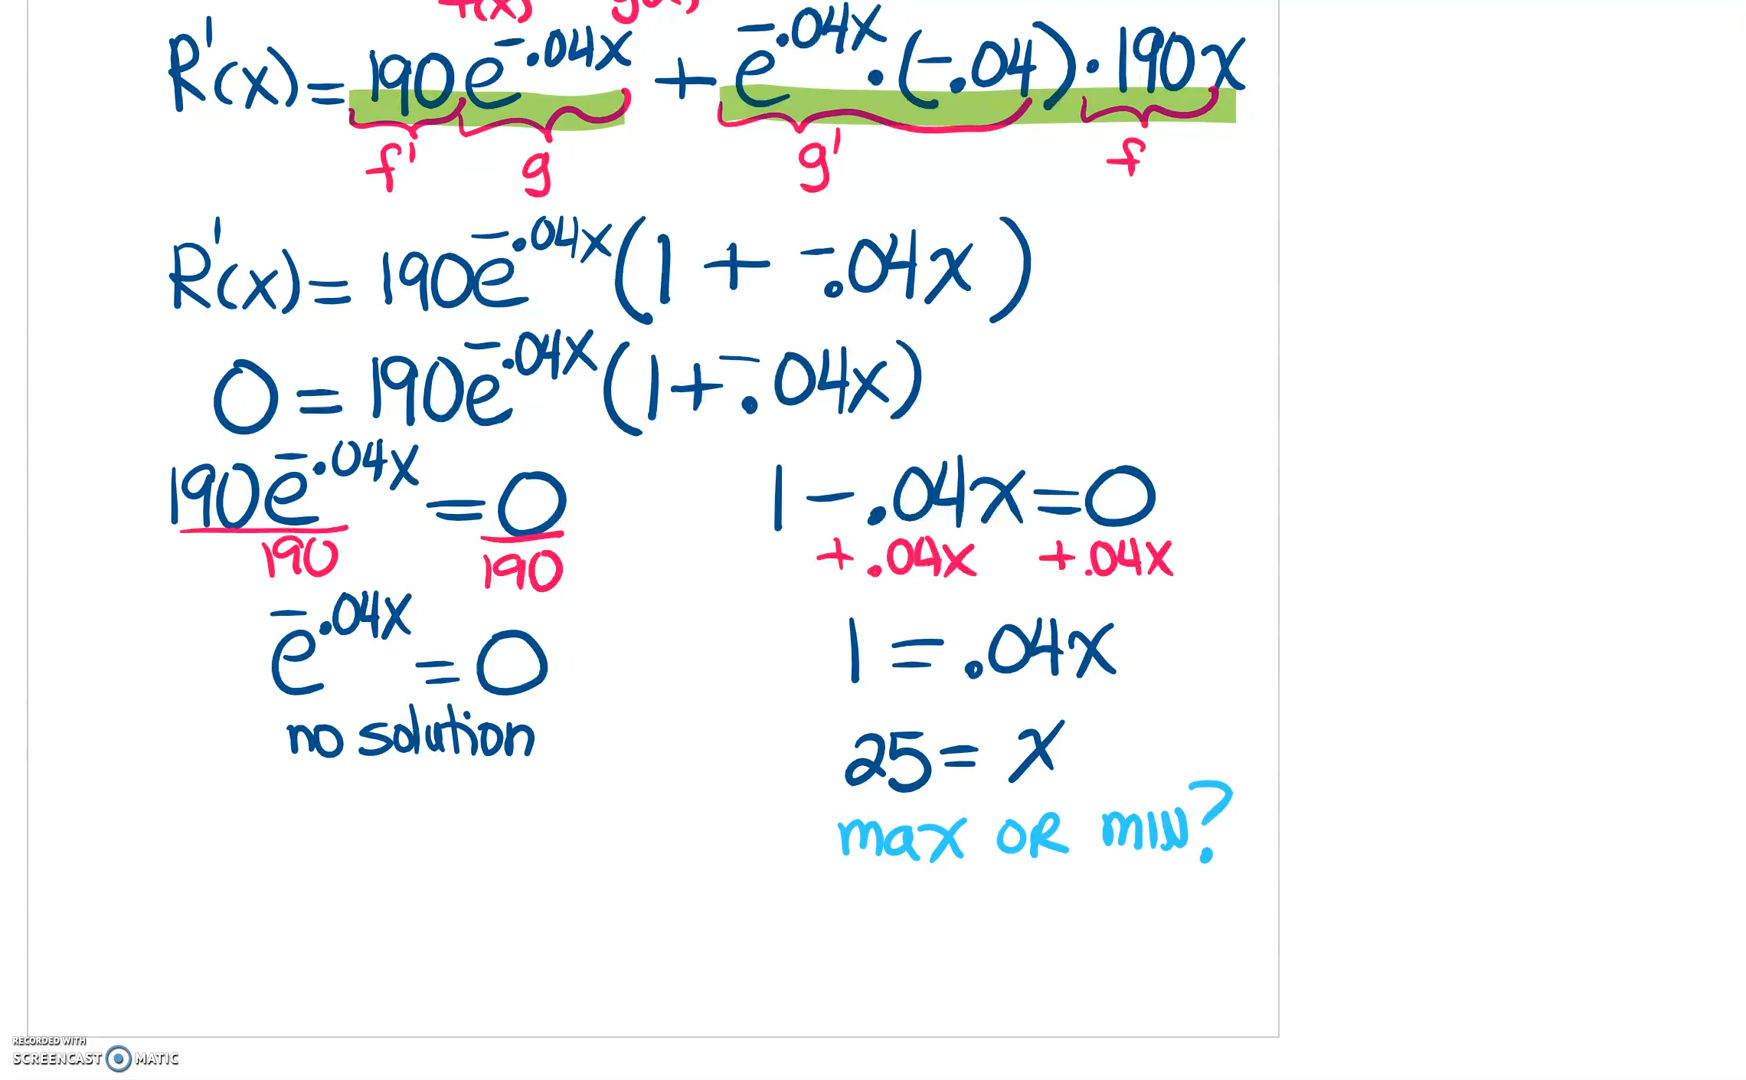 f(x) g(x)
R'(x) = 190e^-.04x + e^-.04x · (-.04) · 190x
f' g g' f
R'(x) = 190e^-.04x (1 + -.04x)
0 = 190e^-.04x (1 + -.04x)
190e^-.04x = 0 1 - .04x = 0
190 190 + .04x + .04x
e^-.04x = 0 1 = .04x
no solution 25 = x
max OR MIN?
RECORDED WITH
SCREENCAST MATIC